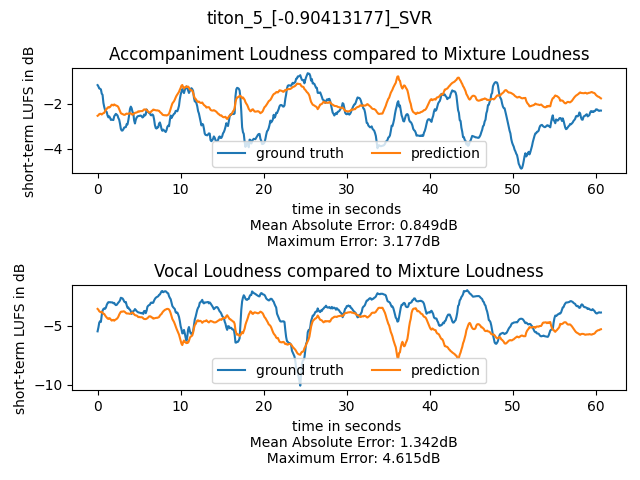 titon_5_[-0.90413177]_SVR
Accompaniment Loudness compared to Mixture Loudness
short-term LUFS in dB
−2
−4
ground truth
prediction
0 10 20 30 40 50 60
time in seconds
Mean Absolute Error: 0.849dB
Maximum Error: 3.177dB
Vocal Loudness compared to Mixture Loudness
short-term LUFS in dB
−5
−10
ground truth
prediction
0 10 20 30 40 50 60
time in seconds
Mean Absolute Error: 1.342dB
Maximum Error: 4.615dB